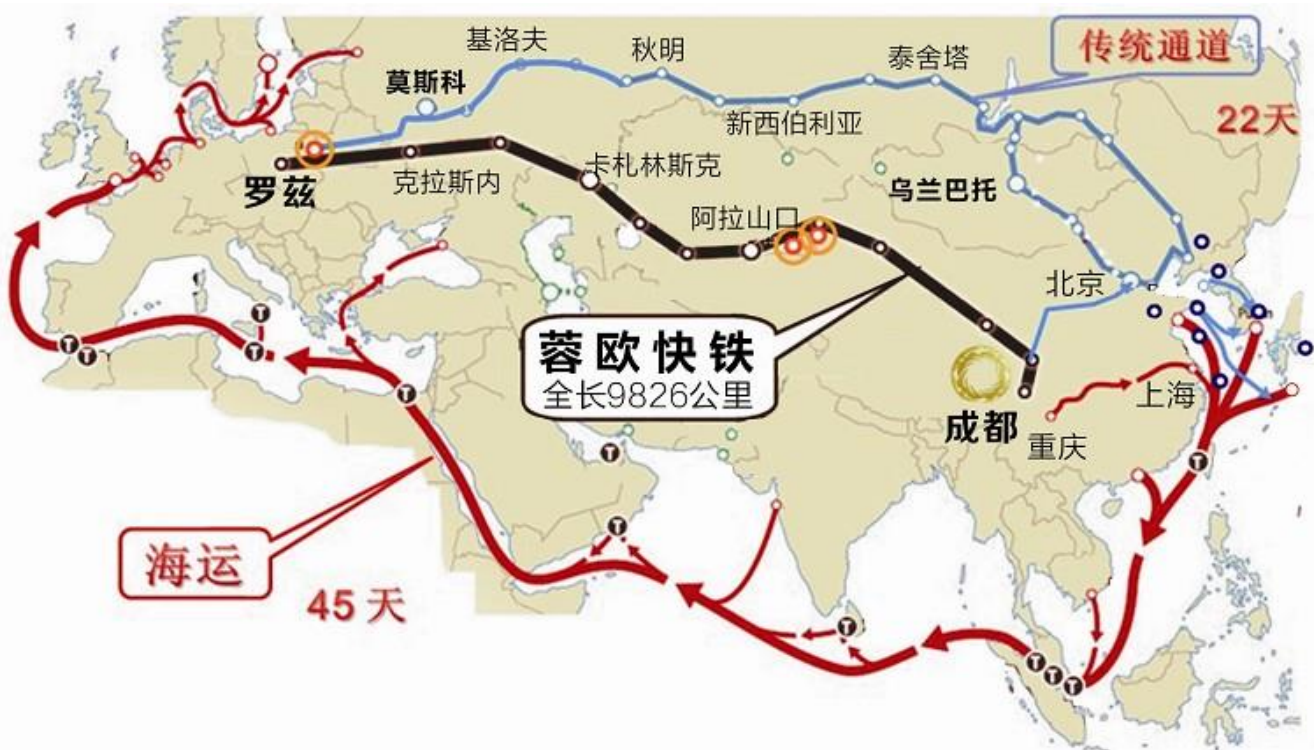 基洛夫
秋明
泰舍塔
传统通道
莫斯科
新西伯利亚
22天
罗兹
克拉斯内
卡札林斯克
阿拉山口
乌兰巴托
北京
蓉欧快铁
全长9826公里
成都
重庆
上海
海运
45天
T
T
T
T
T
T
T
T
T
T
T
T